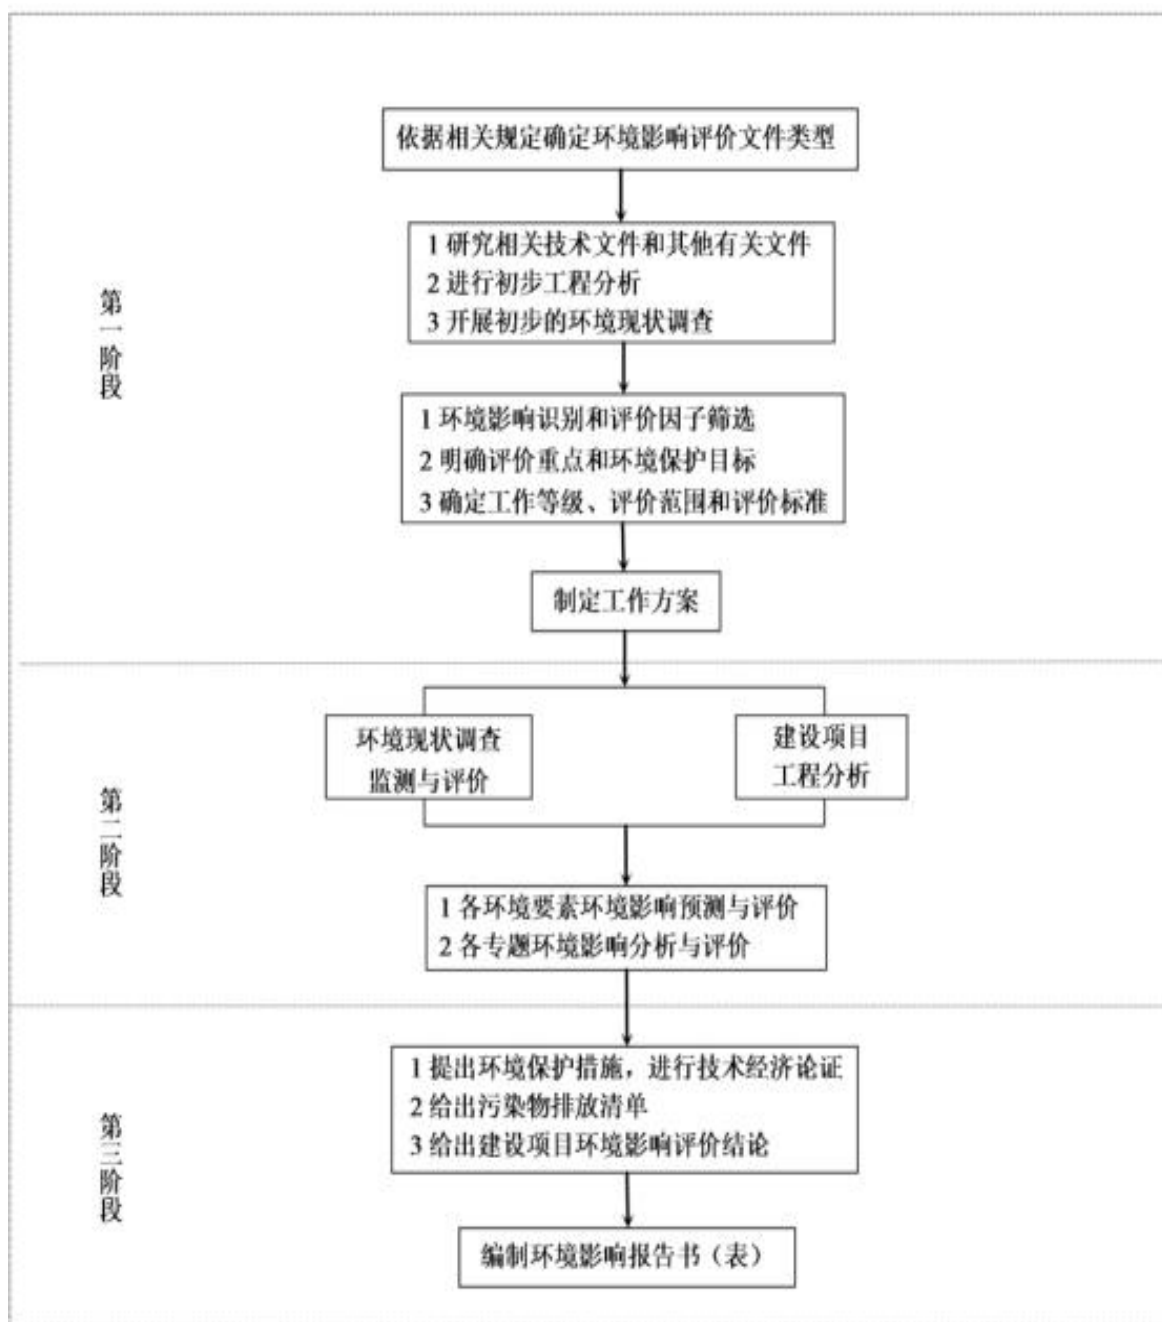 依据相关规定确定环境影响评价文件类型
1 研究相关技术文件和其他有关文件
2 进行初步工程分析
3 开展初步的环境现状调查
第一阶段
1 环境影响识别和评价因子筛选
2 明确评价重点和环境保护目标
3 确定工作等级、评价范围和评价标准
制定工作方案
环境现状调查
监测与评价
建设项目
工程分析
第二阶段
1 各环境要素环境影响预测与评价
2 各专题环境影响分析与评价
1 提出环境保护措施，进行技术经济论证
2 给出污染物排放清单
3 给出建设项目环境影响评价结论
第三阶段
编制环境影响报告书（表）